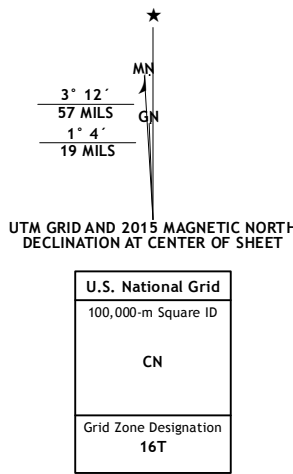 MN
3° 12´
57 MILS
GN
1° 4´
19 MILS
UTM GRID AND 2015 MAGNETIC NORTH
DECLINATION AT CENTER OF SHEET
U.S. National Grid
100,000-m Square ID
CN
Grid Zone Designation
16T